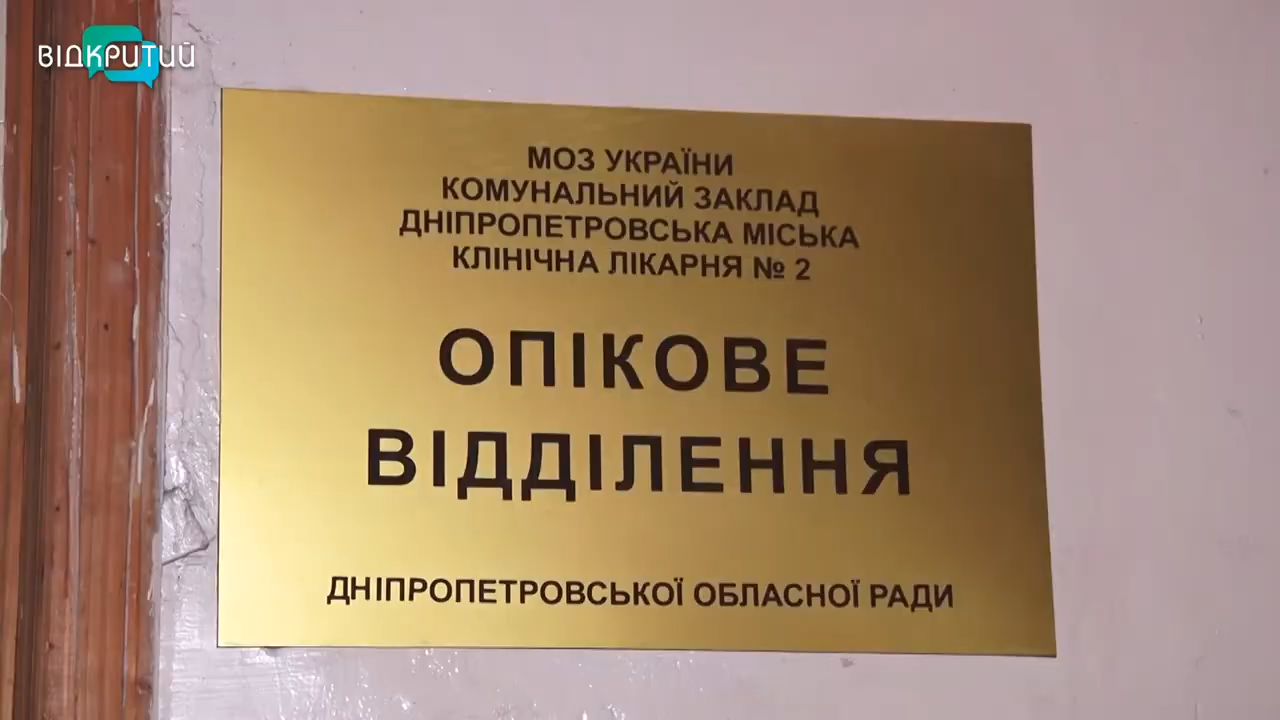 ВІДКРИТИЙ
МОЗ УКРАЇНИ
КОМУНАЛЬНИЙ ЗАКЛАД
ДНІПРОПЕТРОВСЬКА МІСЬКА
КЛІНІЧНА ЛІКАРНЯ № 2
ОПІКОВЕ
ВІДДІЛЕННЯ
ДНІПРОПЕТРОВСЬКОЇ ОБЛАСНОЇ РАДИ